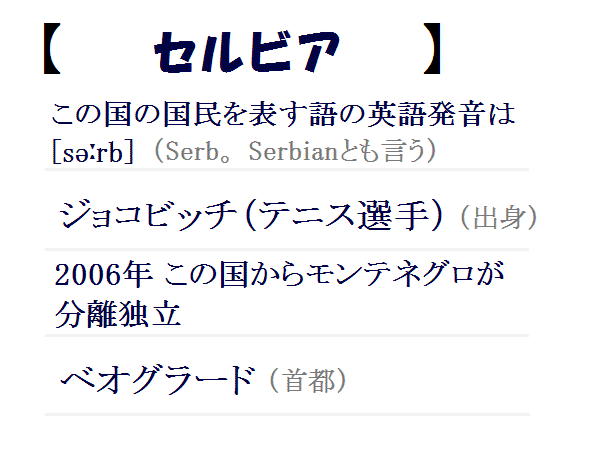 【 セルビア 】
この国の国民を表す語の英語発音は
[sə:rb] （Serb。 Serbianとも言う）
ジョコビッチ（テニス選手）（出身）
2006年 この国からモンテネグロが
分離独立
ベオグラード（首都）